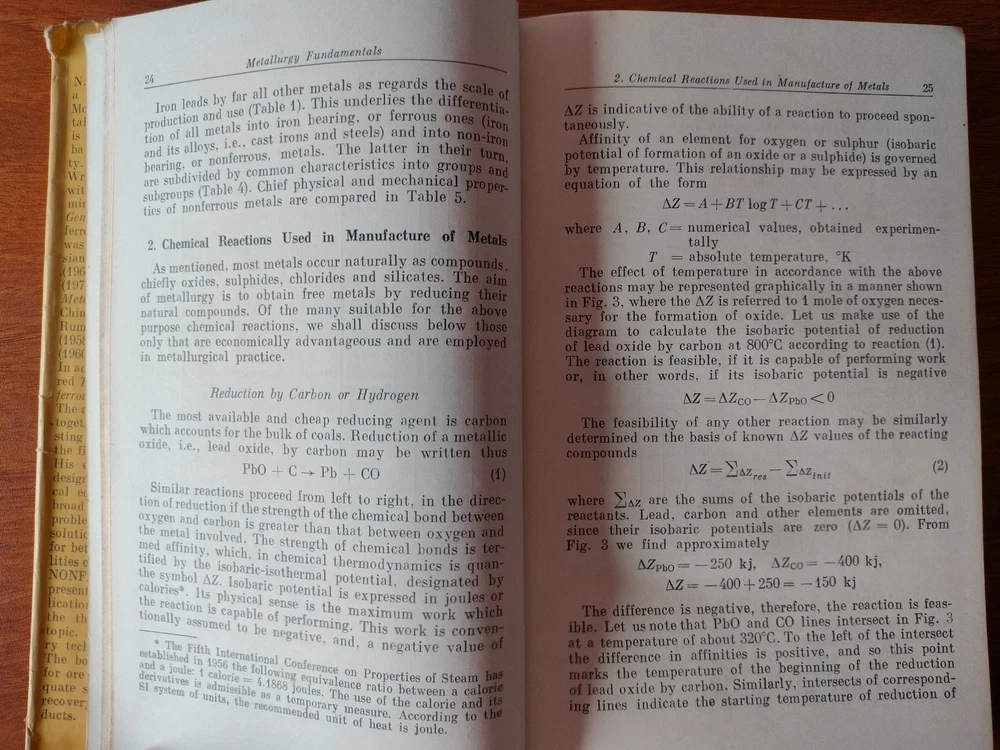 24
Metallurgy Fundamentals
Iron leads by far all other metals as regards the scale of
production and use (Table 1). This underlies the differentia-
tion of all metals into iron bearing, or ferrous ones (iron
and its alloys, i.e., cast irons and steels) and into non-iron
bearing, or nonferrous, metals. The latter in their turn,
are subdivided by common characteristics into groups and
subgroups (Table 4). Chief physical and mechanical proper-
ties of nonferrous metals are compared in Table 5.
2. Chemical Reactions Used in Manufacture of Metals
As mentioned, most metals occur naturally as compounds,
chiefly oxides, sulphides, chlorides and silicates. The aim
of metallurgy is to obtain free metals by reducing their
natural compounds. Of the many suitable for the above
purpose chemical reactions, we shall discuss below those
only that are economically advantageous and are employed
in metallurgical practice.
Reduction by Carbon or Hydrogen
The most available and cheap reducing agent is carbon
which accounts for the bulk of coals. Reduction of a metallic
oxide, i.e., lead oxide, by carbon may be written thus
PbO + C → Pb + CO (1)
Similar reactions proceed from left to right, in the direc-
tion of reduction if the strength of the chemical bond between
oxygen and carbon is greater than that between oxygen and
the metal involved. The strength of chemical bonds is ter-
med affinity, which, in chemical thermodynamics is quan-
tified by the isobaric-isothermal potential, designated by
the symbol ΔZ. Isobaric potential is expressed in joules or
calories*. Its physical sense is the maximum work which
the reaction is capable of performing. This work is conven-
tionally assumed to be negative, and, a negative value of
* The Fifth International Conference on Properties of Steam has
established in 1956 the following equivalence ratio between a calorie
and a joule: 1 calorie = 4.1868 joules. The use of the calorie and its
derivatives is admissible as a temporary measure. According to the
SI system of units, the recommended unit of heat is joule.
2. Chemical Reactions Used in Manufacture of Metals
25
ΔZ is indicative of the ability of a reaction to proceed spon-
taneously.
Affinity of an element for oxygen or sulphur (isobaric
potential of formation of an oxide or a sulphide) is governed
by temperature. This relationship may be expressed by an
equation of the form
ΔZ = A + BT log T + CT + ...
where A, B, C = numerical values, obtained experimen-
tally
T = absolute temperature, °K
The effect of temperature in accordance with the above
reactions may be represented graphically in a manner shown
in Fig. 3, where the ΔZ is referred to 1 mole of oxygen neces-
sary for the formation of oxide. Let us make use of the
diagram to calculate the isobaric potential of reduction
of lead oxide by carbon at 800°C according to reaction (1).
The reaction is feasible, if it is capable of performing work
or, in other words, if its isobaric potential is negative
ΔZ = ΔZCO — ΔZPbO < 0
The feasibility of any other reaction may be similarly
determined on the basis of known ΔZ values of the reacting
compounds
ΔZ = ∑ΔZres — ∑ΔZinit (2)
where ∑ΔZ are the sums of the isobaric potentials of the
reactants. Lead, carbon and other elements are omitted,
since their isobaric potentials are zero (ΔZ = 0). From
Fig. 3 we find approximately
ΔZPbO = —250 kj, ΔZCO = —400 kj,
ΔZ = —400 + 250 = —150 kj
The difference is negative, therefore, the reaction is feas-
ible. Let us note that PbO and CO lines intersect in Fig. 3
at a temperature of about 320°C. To the left of the intersect
the difference in affinities is positive, and so this point
marks the temperature of the beginning of the reduction
of lead oxide by carbon. Similarly, intersects of correspond-
ing lines indicate the starting temperature of reduction of